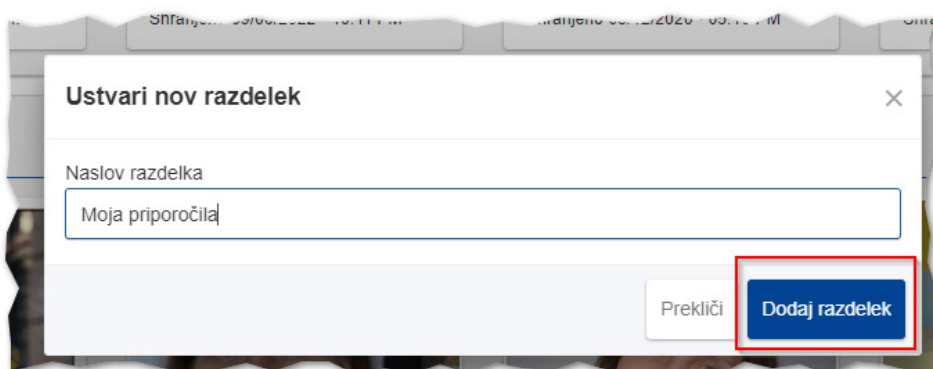 Ustvari nov razdelek
Naslov razdelka
Moja priporočila
Prekliči Dodaj razdelek